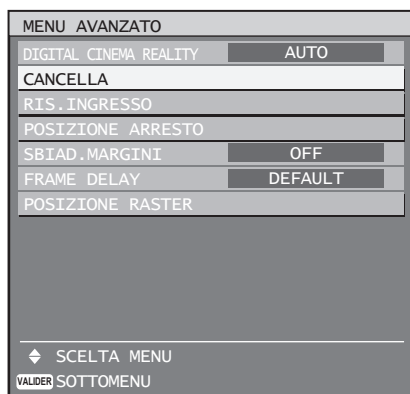 MENU AVANZATO
DIGITAL CINEMA REALITY AUTO
CANCELLA
RIS.INGRESSO
POSIZIONE ARRESTO
SBIAD.MARGINI OFF
FRAME DELAY DEFAULT
POSIZIONE RASTER
SCELTA MENU
VALIDER SOTTOMENU